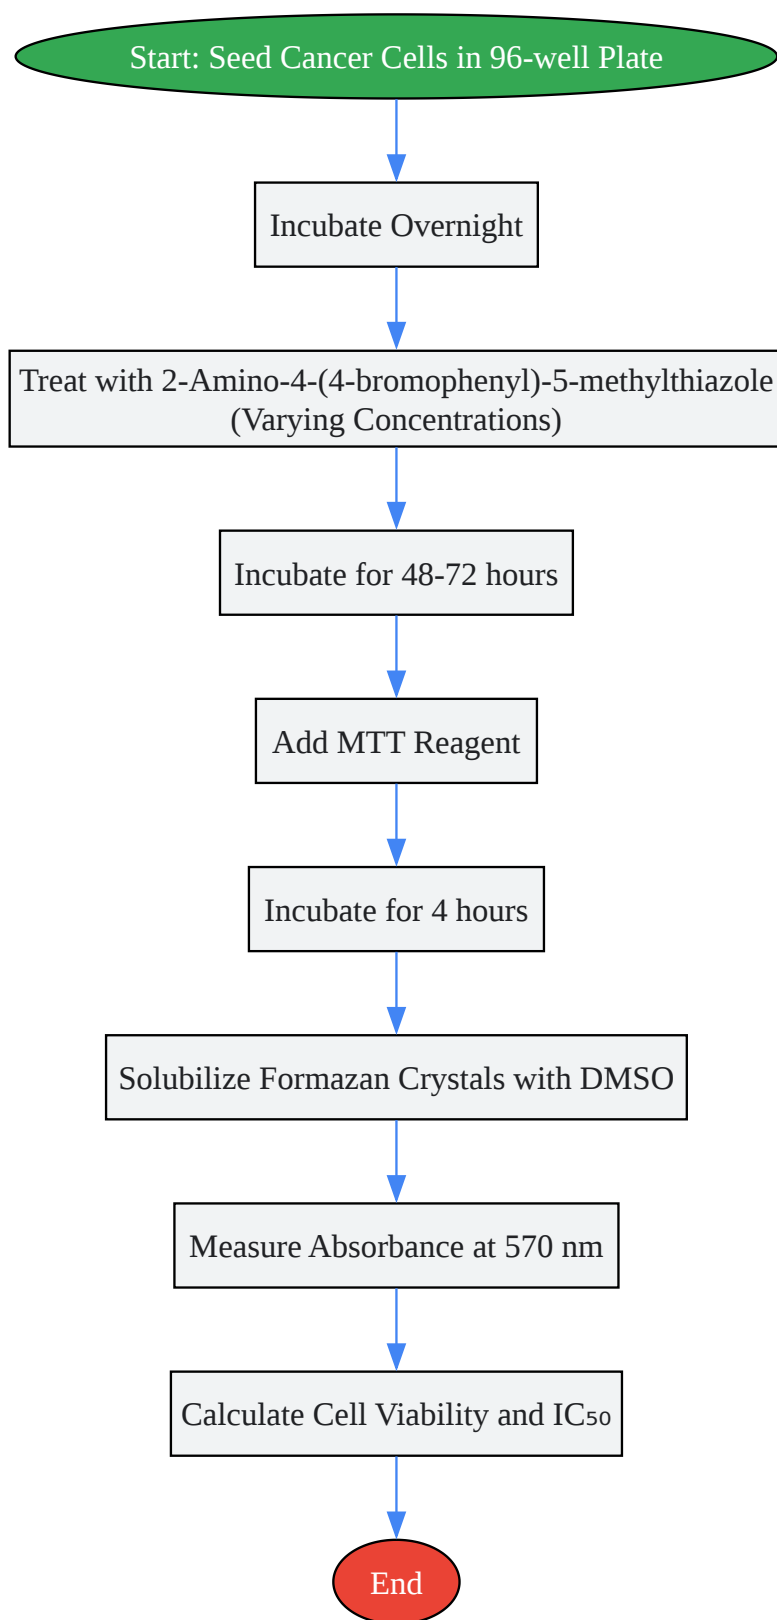 Start: Seed Cancer Cells in 96-well Plate
Incubate Overnight
Treat with 2-Amino-4-(4-bromophenyl)-5-methylthiazole
(Varying Concentrations)
Incubate for 48-72 hours
Add MTT Reagent
Incubate for 4 hours
Solubilize Formazan Crystals with DMSO
Measure Absorbance at 570 nm
Calculate Cell Viability and IC₅₀
End